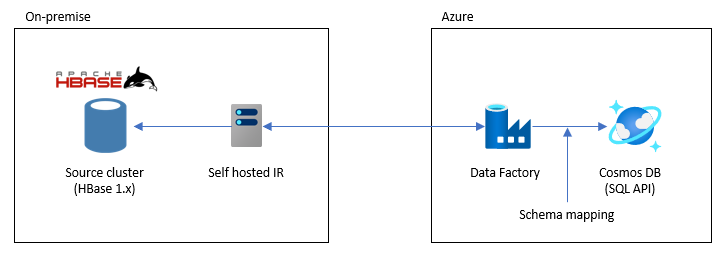 On-premise
Azure
APACHE
HBASE
Source cluster
(HBase 1.x)
Self hosted IR
Data Factory
Cosmos DB
(SQL API)
Schema mapping